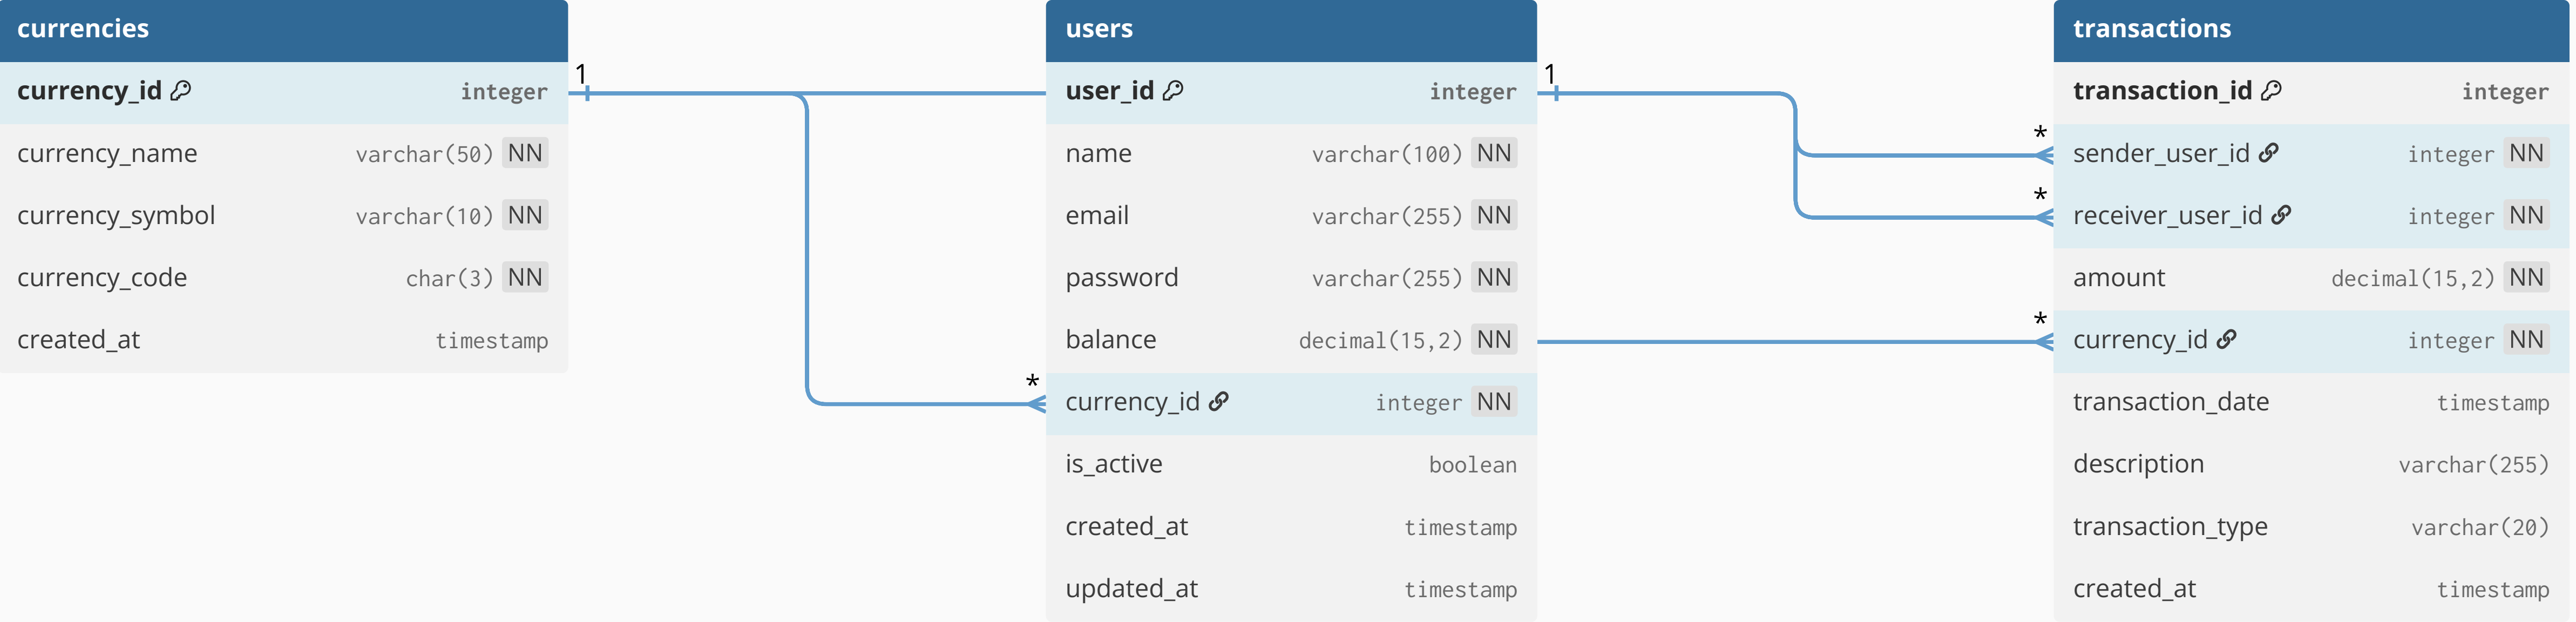 currencies
currency_id integer
currency_name varchar(50) NN
currency_symbol varchar(10) NN
currency_code char(3) NN
created_at timestamp
1
users
user_id integer
name varchar(100) NN
email varchar(255) NN
password varchar(255) NN
balance decimal(15,2) NN
*
currency_id integer NN
is_active boolean
created_at timestamp
updated_at timestamp
1
transactions
transaction_id integer
*
sender_user_id integer NN
*
receiver_user_id integer NN
amount decimal(15,2) NN
*
currency_id integer NN
transaction_date timestamp
description varchar(255)
transaction_type varchar(20)
created_at timestamp